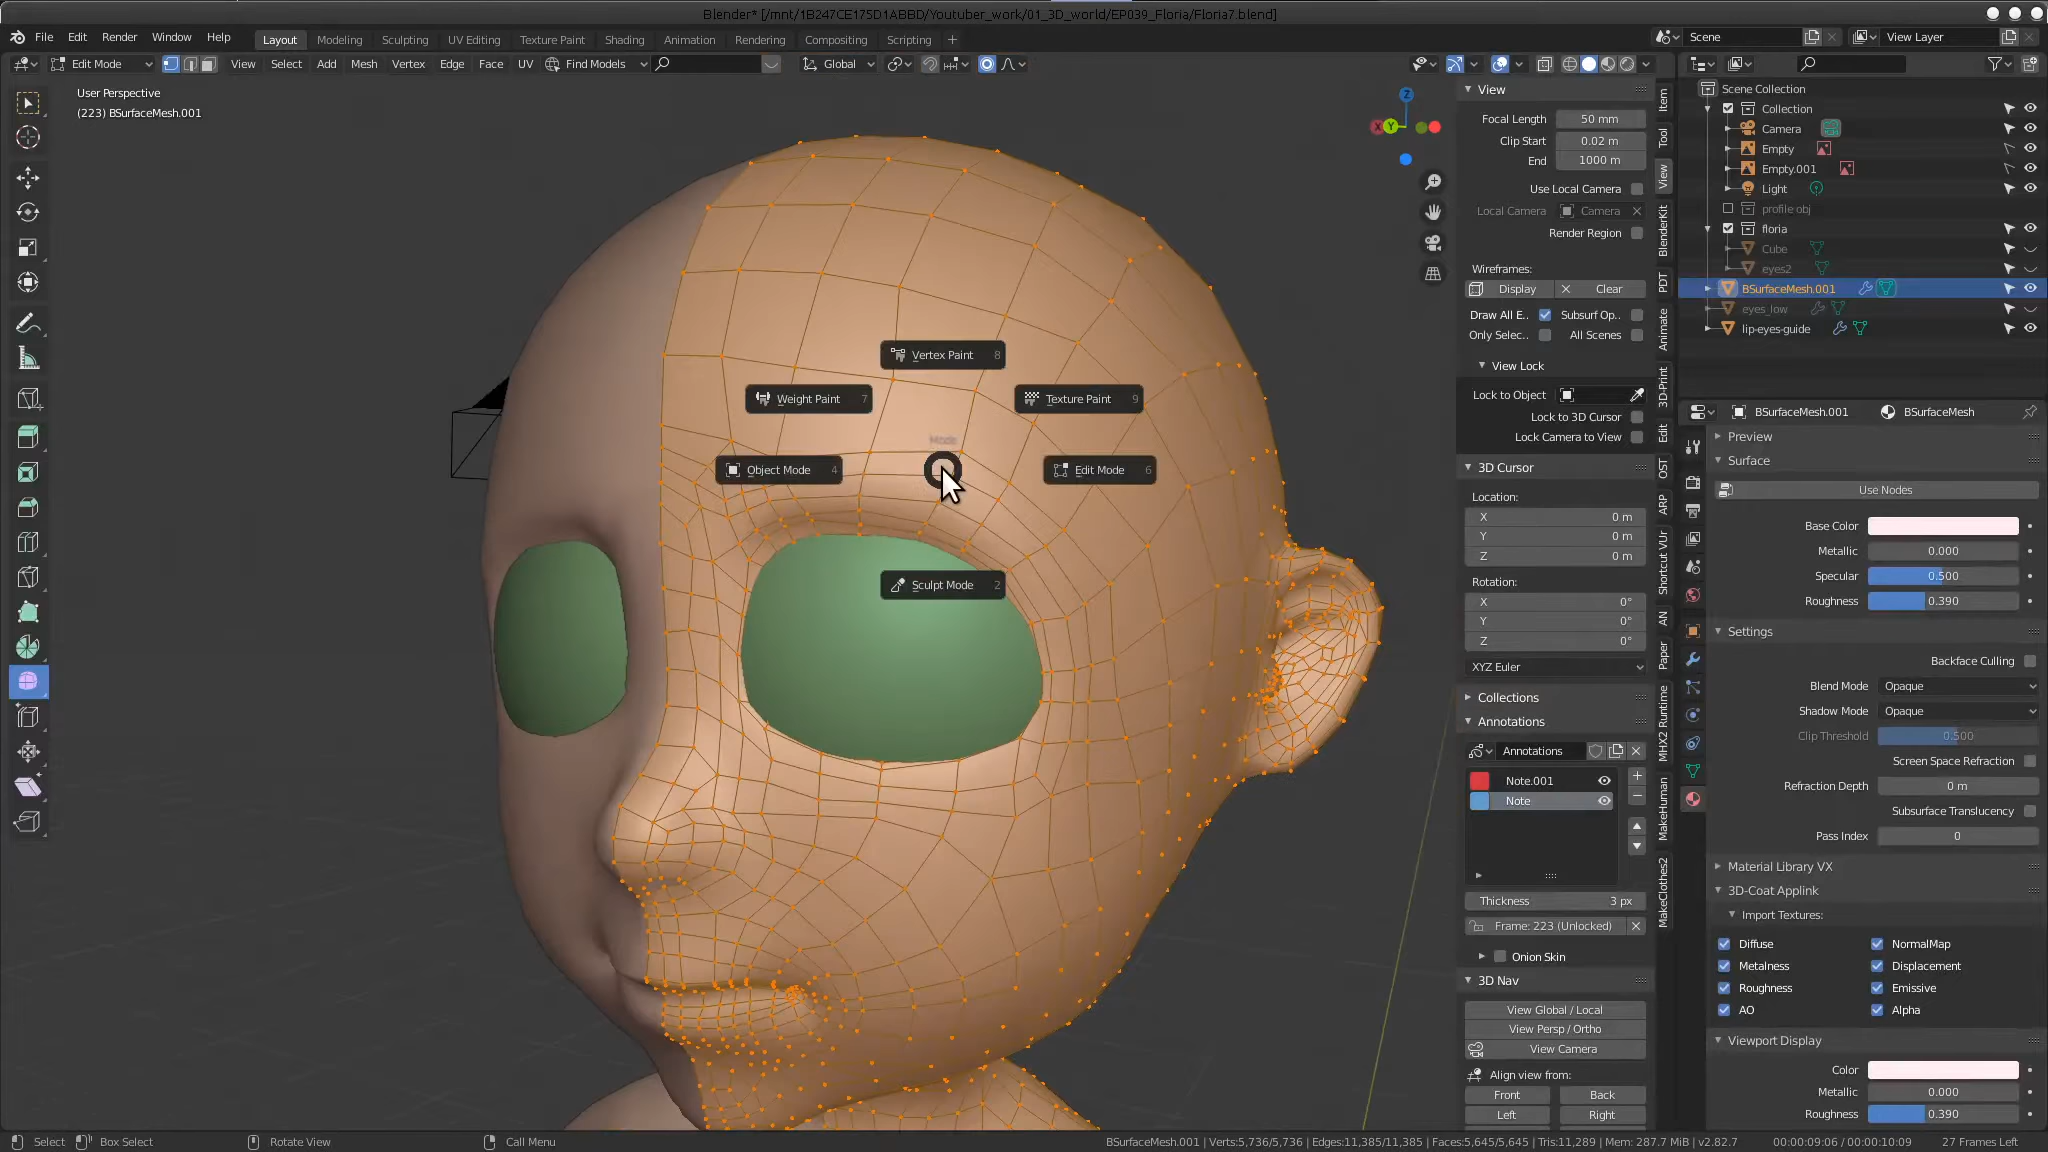 Blender* [/mnt/1B247CE175D1ABBD/Youtuber_work/01_3D_world/EP039_Floria/Floria7.blend]
File Edit Render Window Help Layout Modeling Sculpting UV Editing Texture Paint Shading Animation Rendering Compositing Scripting + Scene View Layer
Edit Mode View Select Add Mesh Vertex Edge Face UV Find Models Global
User Perspective
(223) BSurfaceMesh.001
Z
X Y
Vertex Paint 8
Weight Paint 7
Texture Paint 9
Mode
Object Mode 4
Edit Mode 6
Sculpt Mode 2
View
Focal Length 50 mm
Clip Start 0.02 m
End 1000 m
Use Local Camera
Local Camera Camera
Render Region
Wireframes:
Display Clear
Draw All E.. Subsurf Op..
Only Selec.. All Scenes
View Lock
Lock to Object
Lock to 3D Cursor
Lock Camera to View
3D Cursor
Location:
X 0 m
Y 0 m
Z 0 m
Rotation:
X 0°
Y 0°
Z 0°
XYZ Euler
Collections
Annotations
Annotations
Note.001
Note
Thickness 3 px
Frame: 223 (Unlocked)
Onion Skin
3D Nav
View Global / Local
View Persp / Ortho
View Camera
Align view from:
Front Back
Left Right
Item
Tool
View
BlenderKit
PDT
Animate
3D-Print
Edit
OST
ARP
Shortcut VUr
AN
Paper
MHX2 Runtime
MakeHuman
MakeClothes2
Scene Collection
Collection
Camera
Empty
Empty.001
Light
profile obj
floria
Cube
eyes2
BSurfaceMesh.001
eyes_low
lip-eyes-guide
BSurfaceMesh.001 BSurfaceMesh
Preview
Surface
Use Nodes
Base Color
Metallic 0.000
Specular 0.500
Roughness 0.390
Settings
Backface Culling
Blend Mode Opaque
Shadow Mode Opaque
Clip Threshold 0.500
Screen Space Refraction
Refraction Depth 0 m
Subsurface Translucency
Pass Index 0
Material Library VX
3D-Coat Applink
Import Textures:
Diffuse NormalMap
Metalness Displacement
Roughness Emissive
AO Alpha
Viewport Display
Color
Metallic 0.000
Roughness 0.390
Select Box Select Rotate View Call Menu BSurfaceMesh.001 | Verts:5,736/5,736 | Edges:11,385/11,385 | Faces:5,645/5,645 | Tris:11,289 | Mem: 287.7 MiB | v2.82.7 00:00:09:06 / 00:00:10:09 27 Frames Left